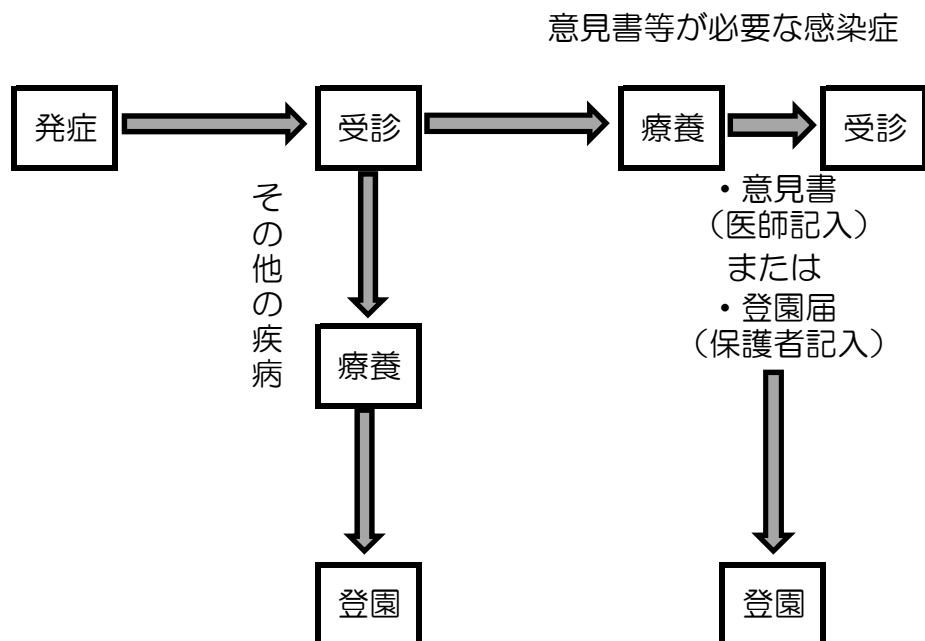 意見書等が必要な感染症
発症
受診
療養
受診
その他の疾病
・意見書
（医師記入）
または
・登園届
（保護者記入）
療養
登園
登園